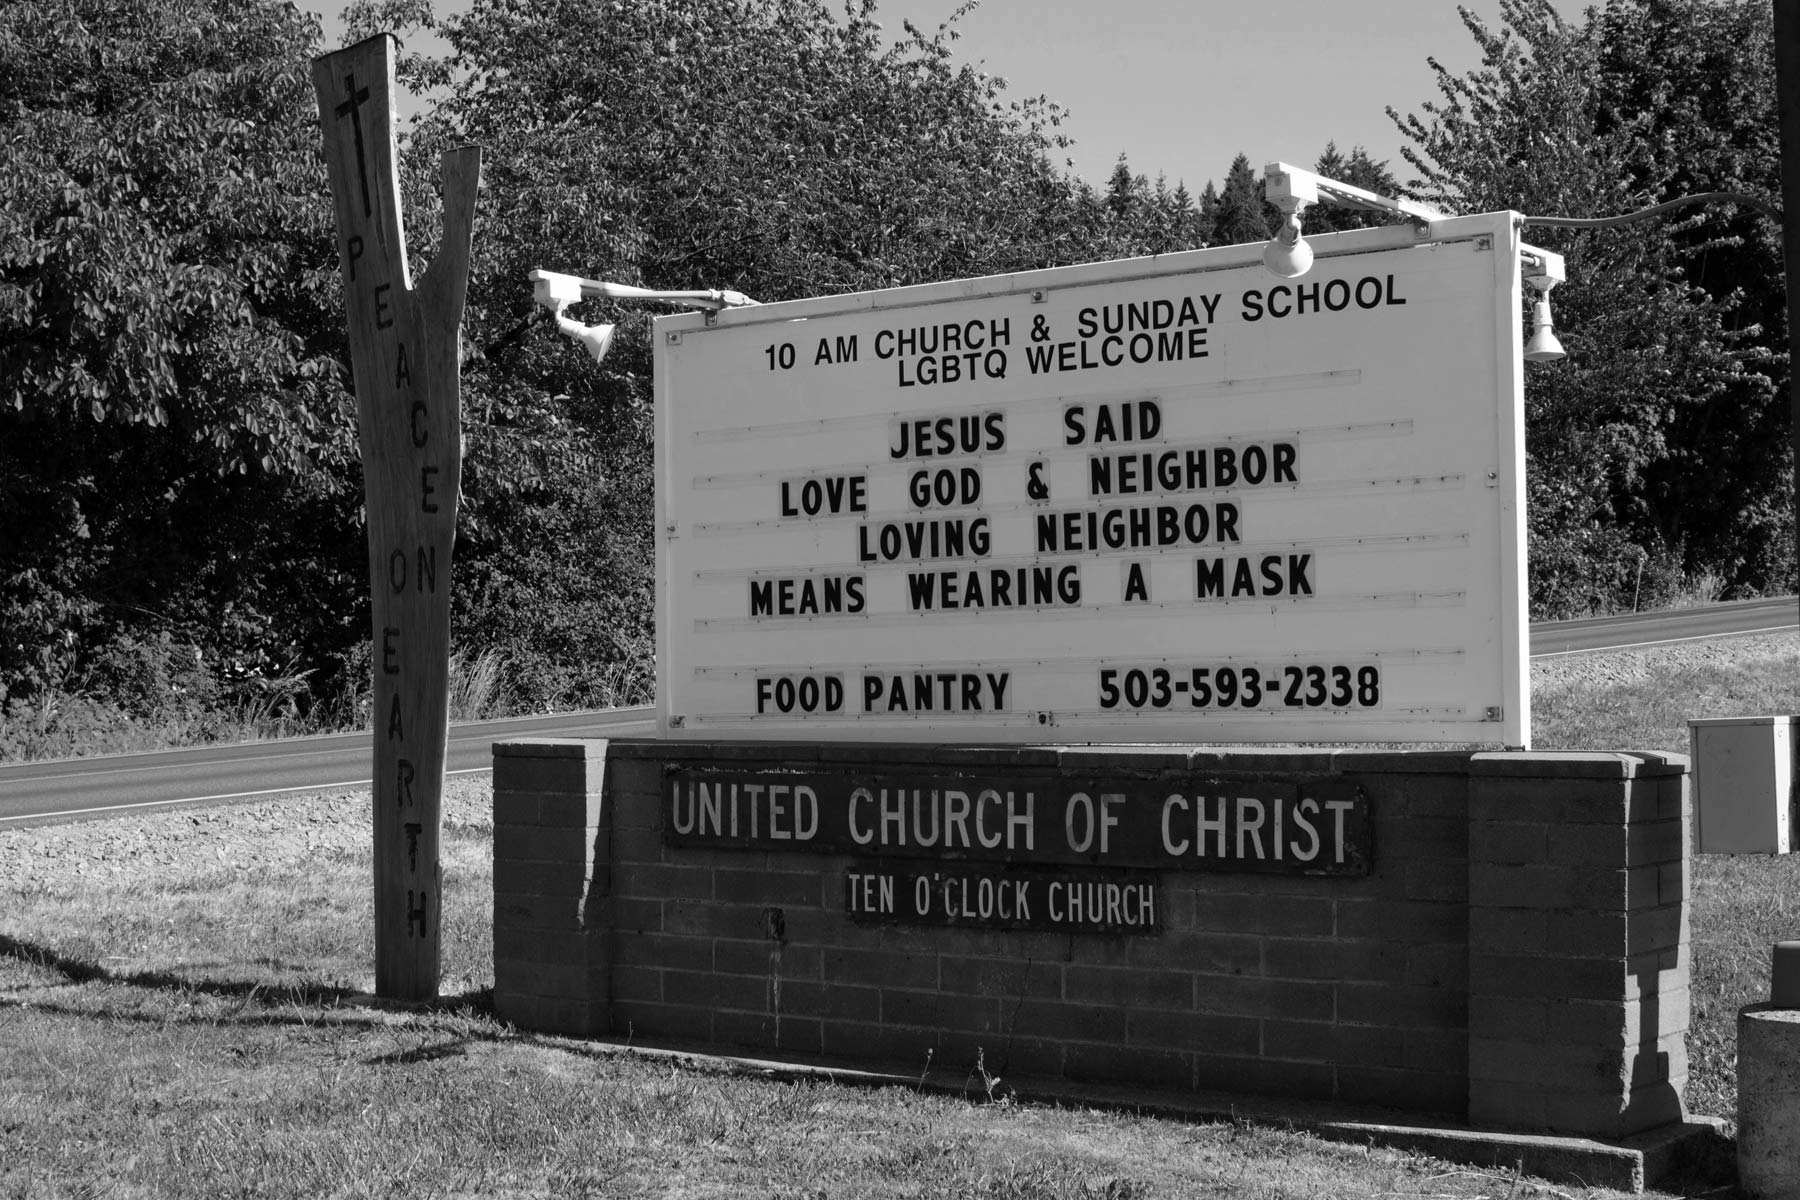 PEACE ON EARTH
10 AM CHURCH & SUNDAY SCHOOL
LGBTQ WELCOME
JESUS SAID
LOVE GOD & NEIGHBOR
LOVING NEIGHBOR
MEANS WEARING A MASK
FOOD PANTRY 503-593-2338
UNITED CHURCH OF CHRIST
TEN O'CLOCK CHURCH